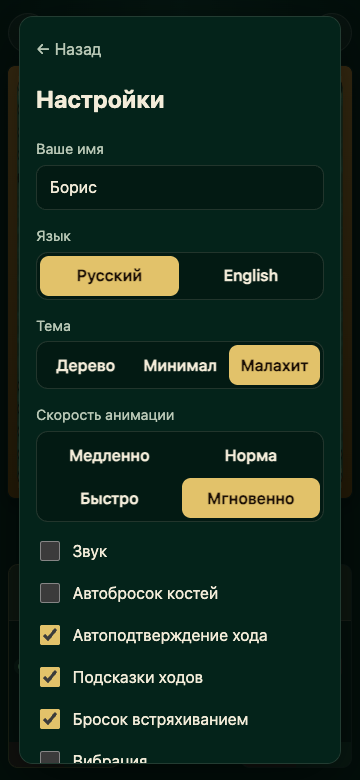 ← Назад
Настройки
Ваше имя
Борис
Язык
Русский English
Тема
Дерево Минимал Малахит
Скорость анимации
Медленно Норма
Быстро Мгновенно
Звук
Автобросок костей
Автоподтверждение хода
Подсказки ходов
Бросок встряхиванием
Вибрация